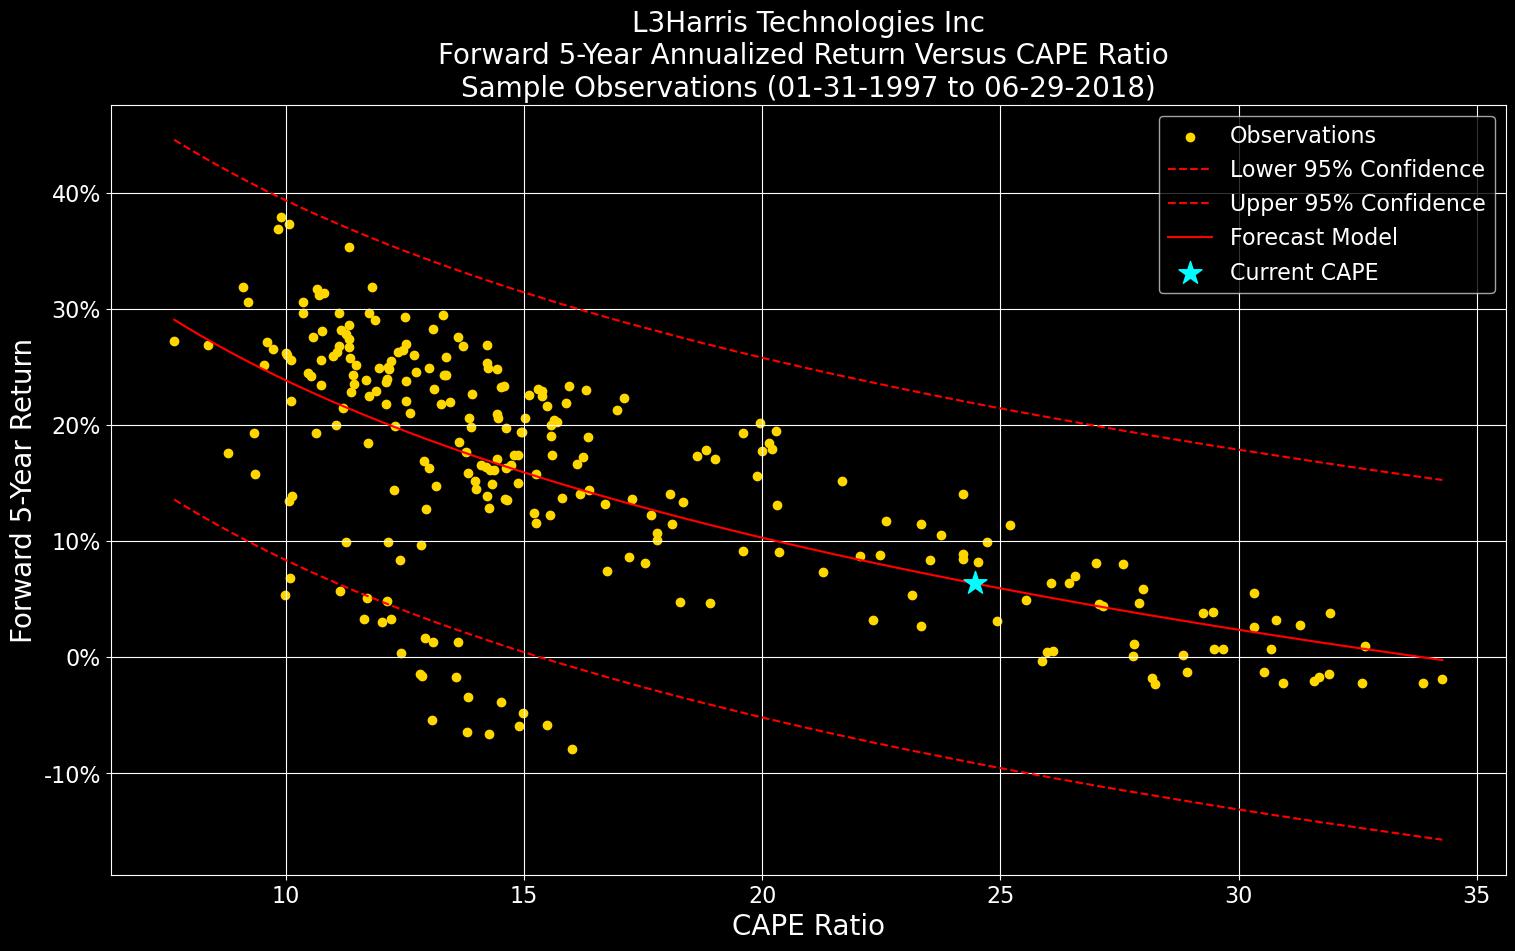 L3Harris Technologies Inc
Forward 5-Year Annualized Return Versus CAPE Ratio
Sample Observations (01-31-1997 to 06-29-2018)
Observations
Lower 95% Confidence
Upper 95% Confidence
Forecast Model
Current CAPE
Forward 5-Year Return
40%
30%
20%
10%
0%
-10%
10 15 20 25 30 35
CAPE Ratio